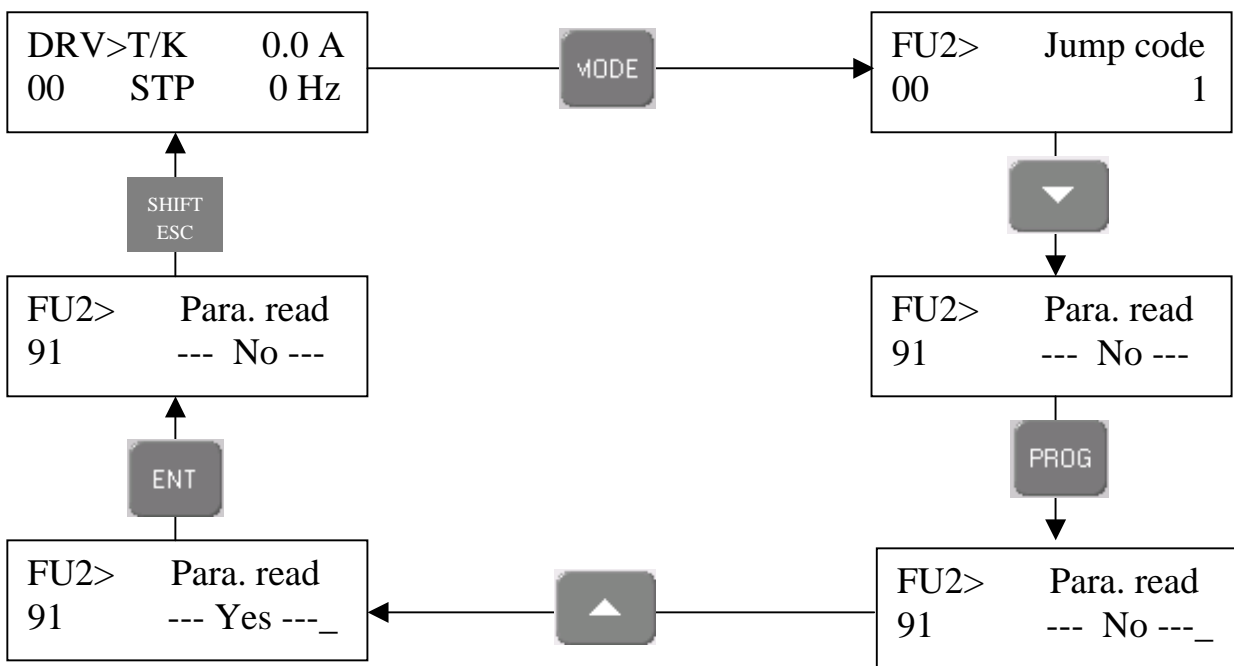 DRV>T/K 0.0 A
00 STP 0 Hz
MODE
FU2> Jump code
00 1
FU2> Para. read
91 --- No ---
PROG
FU2> Para. read
91 --- No ---_
FU2> Para. read
91 --- Yes ---_
ENT
FU2> Para. read
91 --- No ---
SHIFT
ESC